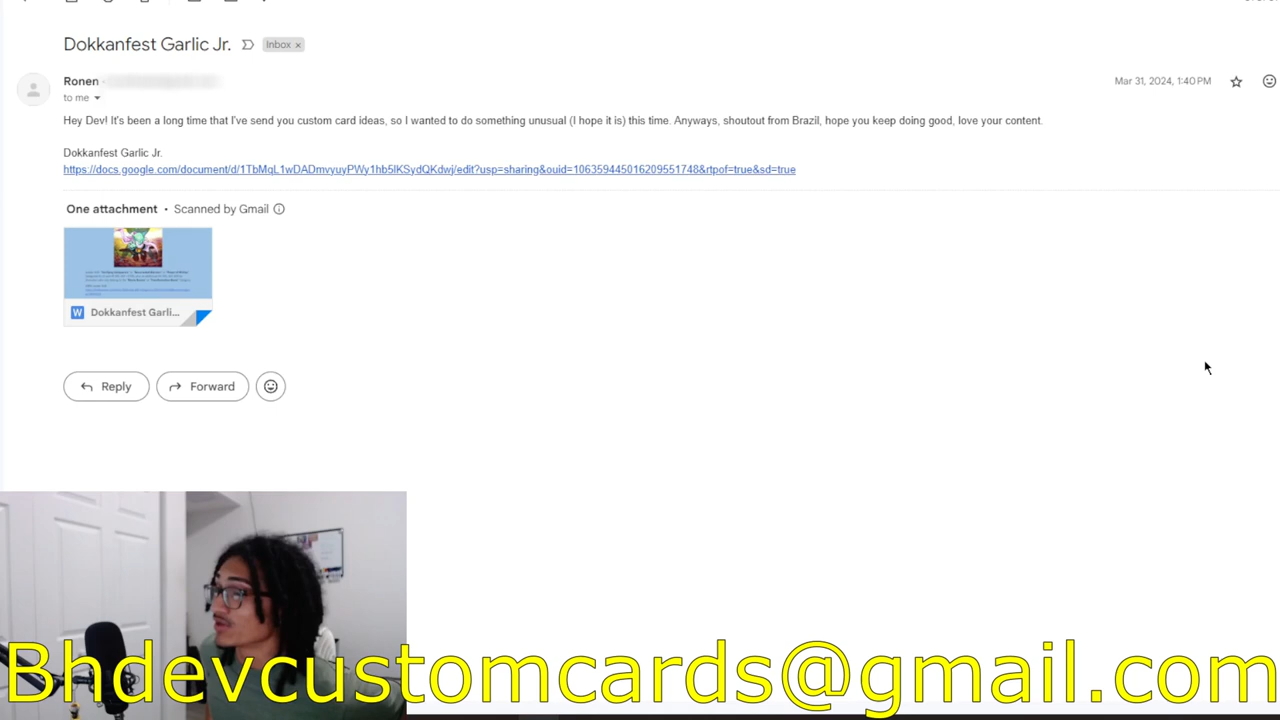 Dokkanfest Garlic Jr.
Inbox ×
Ronen
Mar 31, 2024, 1:40 PM
to me
Hey Dev! It's been a long time that I've send you custom card ideas, so I wanted to do something unusual (I hope it is) this time. Anyways, shoutout from Brazil, hope you keep doing good, love your content.
Dokkanfest Garlic Jr.
https://docs.google.com/document/d/1TbMqL1wDADmvyuyPWy1hb5lKSydQKdwj/edit?usp=sharing&ouid=106359445016209551748&rtpof=true&sd=true
One attachment • Scanned by Gmail
W Dokkanfest Garli...
Reply Forward
Bhdevcustomcards@gmail.com